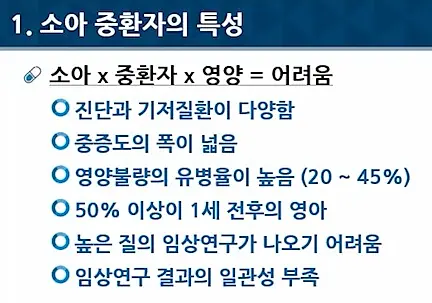 1. 소아 중환자의 특성
소아 x 중환자 x 영양 = 어려움
진단과 기저질환이 다양함
중증도의 폭이 넓음
영양불량의 유병율이 높음 (20 ~ 45%)
50% 이상이 1세 전후의 영아
높은 질의 임상연구가 나오기 어려움
임상연구 결과의 일관성 부족